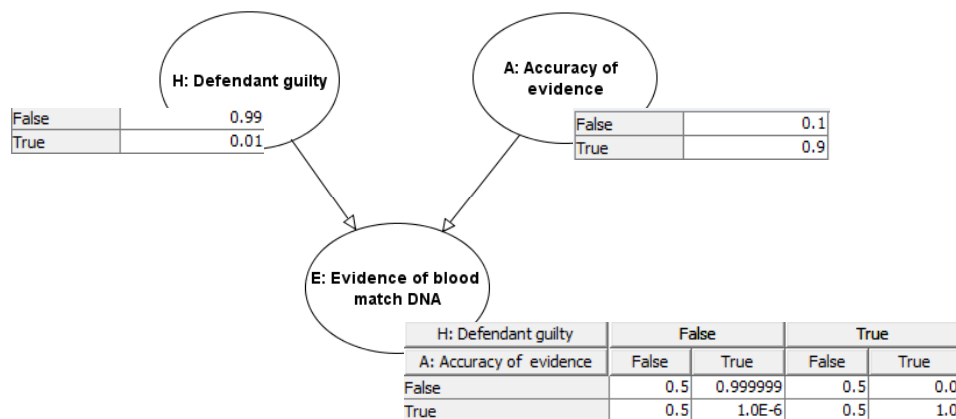 H: Defendant guilty
A: Accuracy of
evidence
False 0.99
True 0.01
False 0.1
True 0.9
E: Evidence of blood
match DNA
H: Defendant guilty False True
A: Accuracy of evidence False True False True
False 0.5 0.999999 0.5 0.0
True 0.5 1.0E-6 0.5 1.0